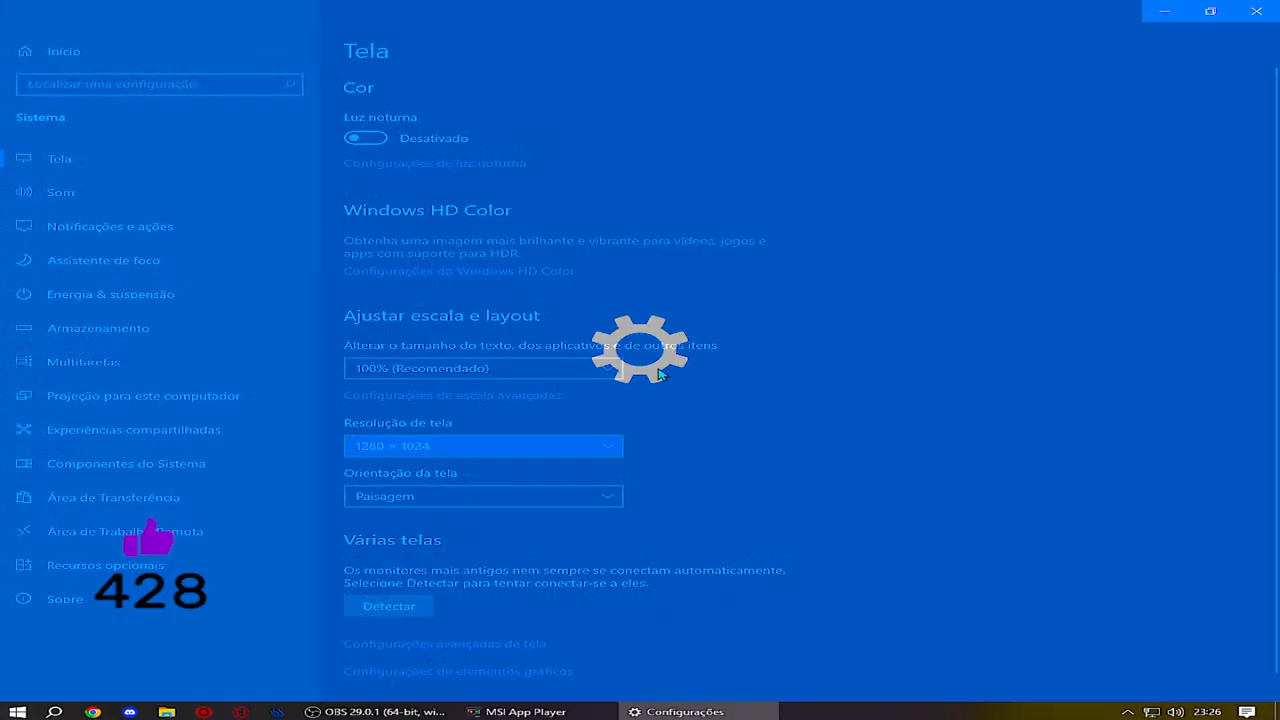 Início
Localizar uma configuração
Sistema
Tela
Som
Notificações e ações
Assistente de foco
Energia & suspensão
Armazenamento
Multitarefas
Projeção para este computador
Experiências compartilhadas
Componentes do Sistema
Área de Transferência
Área de Trabalho Remota
Recursos opcionais
Sobre
428
Tela
Cor
Luz noturna
Desativado
Configurações de luz noturna
Windows HD Color
Obtenha uma imagem mais brilhante e vibrante para vídeos, jogos e
apps com suporte para HDR.
Configurações do Windows HD Color
Ajustar escala e layout
Alterar o tamanho do texto, dos aplicativos e de outros itens
100% (Recomendado)
Configurações de escala avançadas
Resolução de tela
1280 × 1024
Orientação da tela
Paisagem
Várias telas
Os monitores mais antigos nem sempre se conectam automaticamente.
Selecione Detectar para tentar conectar-se a eles.
Detectar
Configurações avançadas de tela
Configurações de elementos gráficos
OBS 29.0.1 (64-bit, wi...
MSI App Player
Configurações
23:26